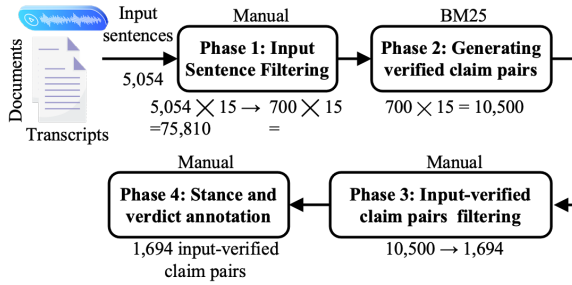 Documents
Transcripts
Input
sentences
5,054
Manual
Phase 1: Input
Sentence Filtering
5,054 ╳ 15 → 700 ╳ 15
=75,810 =
BM25
Phase 2: Generating
verified claim pairs
700 ╳ 15 = 10,500
Manual
Phase 3: Input-verified
claim pairs filtering
10,500 → 1,694
Manual
Phase 4: Stance and
verdict annotation
1,694 input-verified
claim pairs